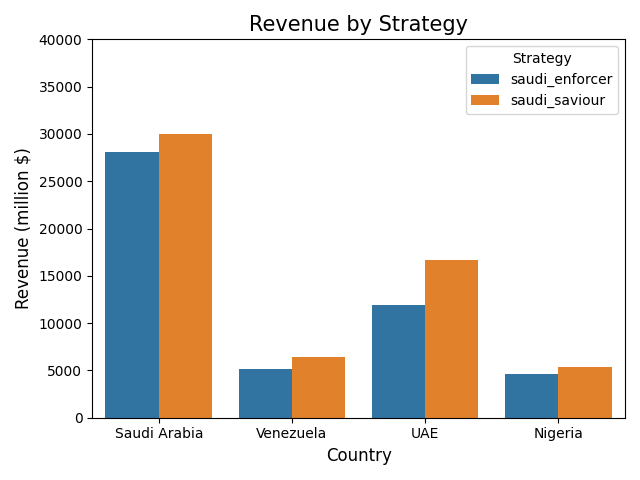 Revenue by Strategy
Strategy
saudi_enforcer
saudi_saviour
Revenue (million $)
40000
35000
30000
25000
20000
15000
10000
5000
0
Saudi Arabia
Venezuela
UAE
Nigeria
Country